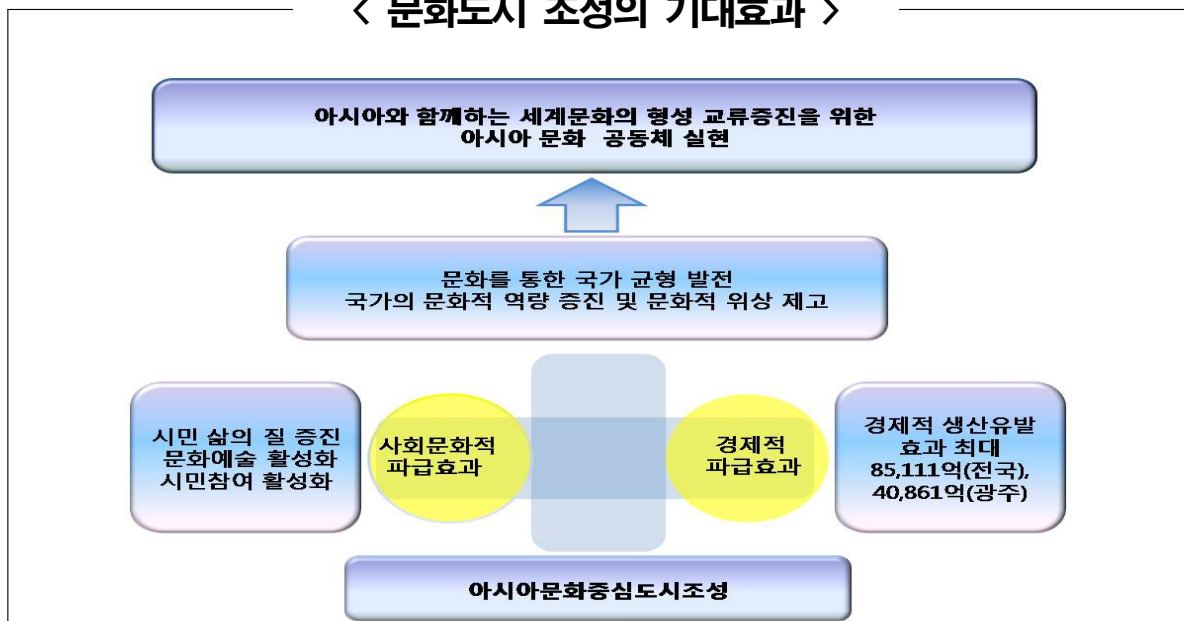 < 문화도시 조성의 기대효과 >
아시아와 함께하는 세계문화의 형성 교류증진을 위한
아시아 문화 공동체 실현
문화를 통한 국가 균형 발전
국가의 문화적 역량 증진 및 문화적 위상 제고
시민 삶의 질 증진
문화예술 활성화
시민참여 활성화
사회문화적
파급효과
경제적
파급효과
경제적 생산유발
효과 최대
85,111억(전국),
40,861억(광주)
아시아문화중심도시조성